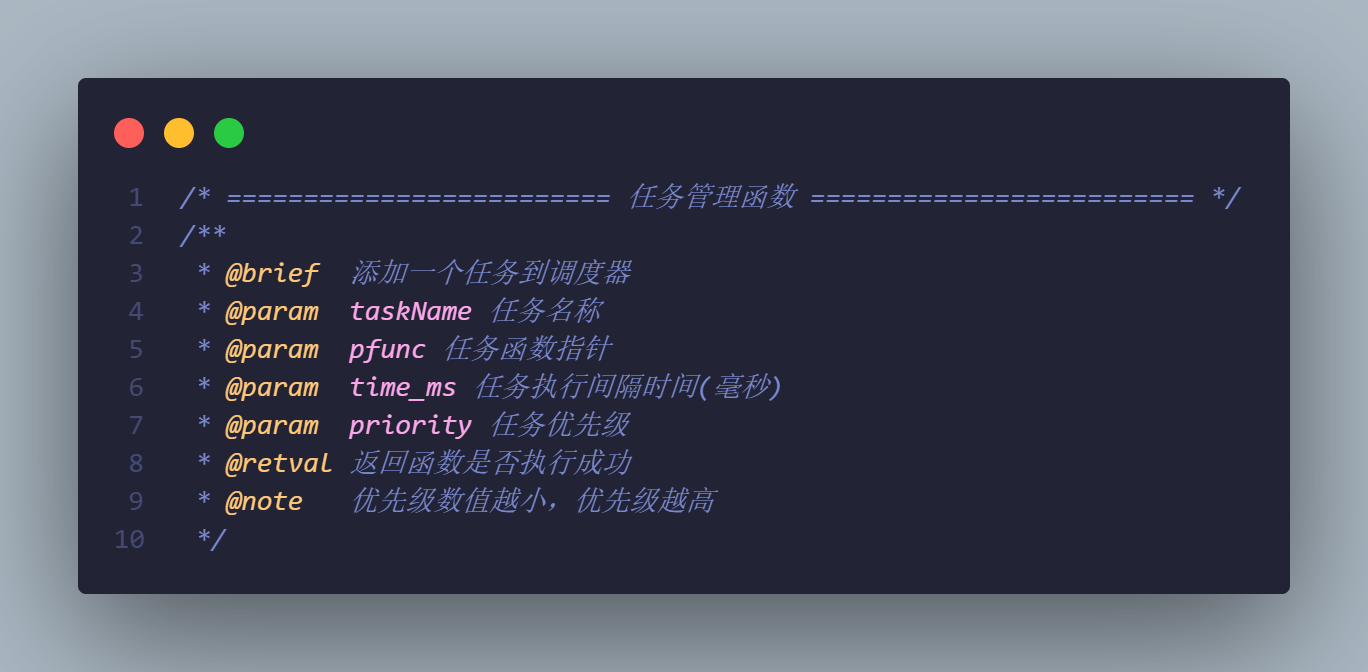 1 /* ========================= 任务管理函数 ========================= */
2 /**
3  * @brief  添加一个任务到调度器
4  * @param  taskName 任务名称
5  * @param  pfunc 任务函数指针
6  * @param  time_ms 任务执行间隔时间(毫秒)
7  * @param  priority 任务优先级
8  * @retval 返回函数是否执行成功
9  * @note   优先级数值越小，优先级越高
10  */